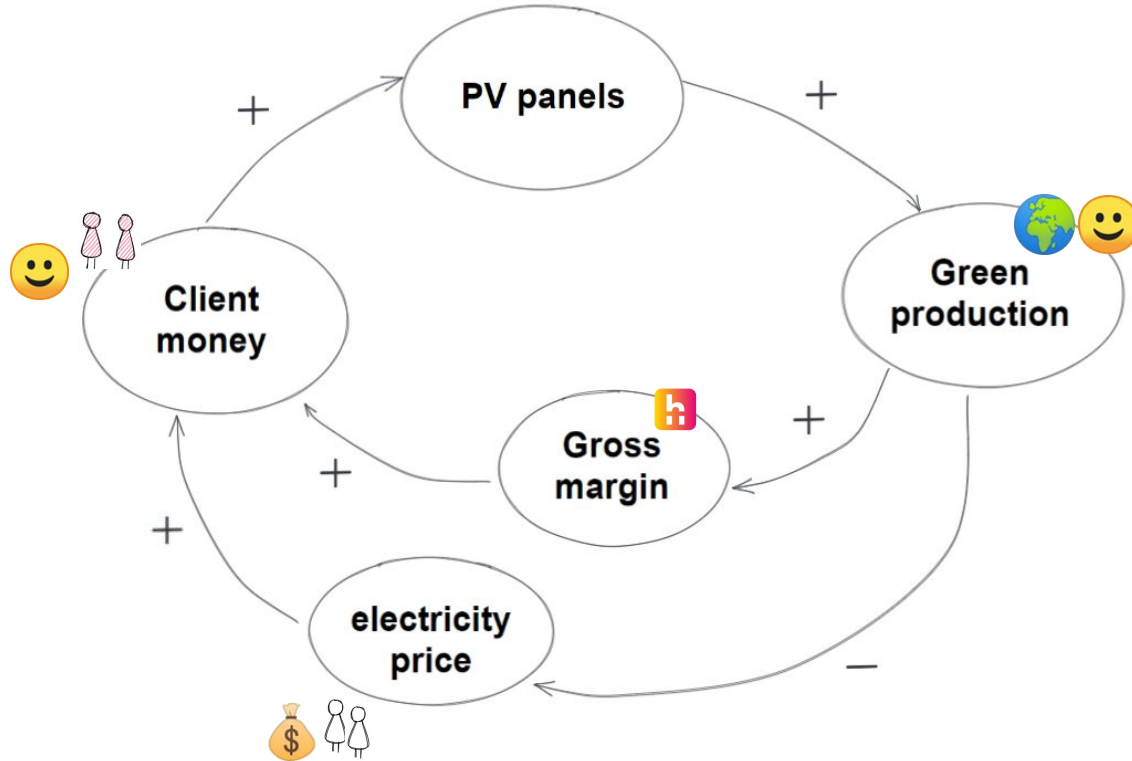 PV panels
+
+
Green
production
Client
money
h
Gross
margin
+
+
+
electricity
price
–
$